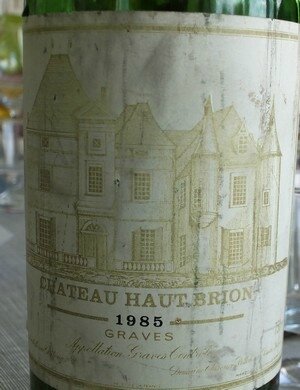 CHATEAU HAUT.BRION
1985
GRAVES
Appellation Graves Contrôlée